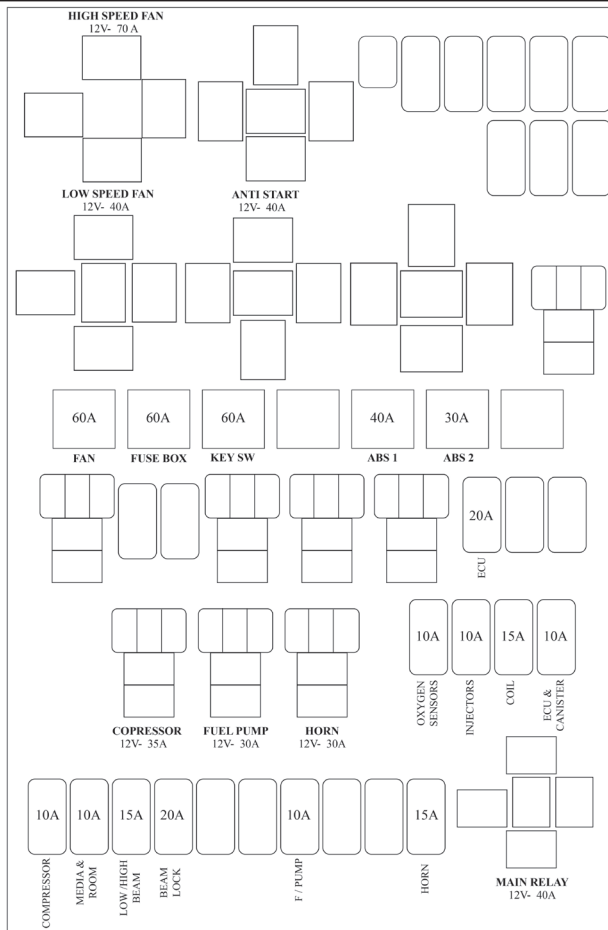 HIGH SPEED FAN
12V- 70 A
LOW SPEED FAN
12V- 40A
ANTI START
12V- 40A
60A
60A
60A
40A
30A
FAN
FUSE BOX
KEY SW
ABS 1
ABS 2
20A
ECU
10A
10A
15A
10A
OXYGEN
SENSORS
INJECTORS
COIL
ECU &
CANISTER
COPRESSOR
12V- 35A
FUEL PUMP
12V- 30A
HORN
12V- 30A
10A
10A
15A
20A
10A
15A
COMPRESSOR
MEDIA &
ROOM
LOW /HIGH
BEAM
BEAM
LOCK
F / PUMP
HORN
MAIN RELAY
12V- 40A